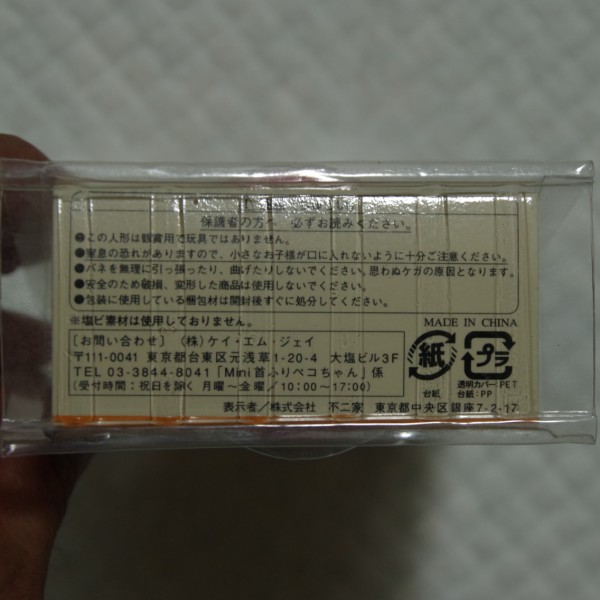 保護者の方へ 必ずお読みください。
●この人形は観賞用で玩具ではありません。
●窒息の恐れがありますので、小さなお子様が口に入れないように十分ご注意ください。
●バネを無理に引っ張ったり、曲げたりしないでください。思わぬケガの原因となります。
●安全のため破損、変形した商品は使用しないでください。
●包装に使用している梱包材は開封後すぐに処分してください。
※塩ビ素材は使用しておりません。
MADE IN CHINA
[お問い合わせ] (株)ケイ・エム・ジェイ
〒111-0041 東京都台東区元浅草1-20-4 大塩ビル3F
TEL 03-3844-8041「Mini首ふりペコちゃん」係
(受付時間:祝日を除く 月曜~金曜/10:00~17:00)
紙
台紙
プラ
透明カバー:PET
台紙:PP
表示者/株式会社 不二家 東京都中央区銀座7-2-17